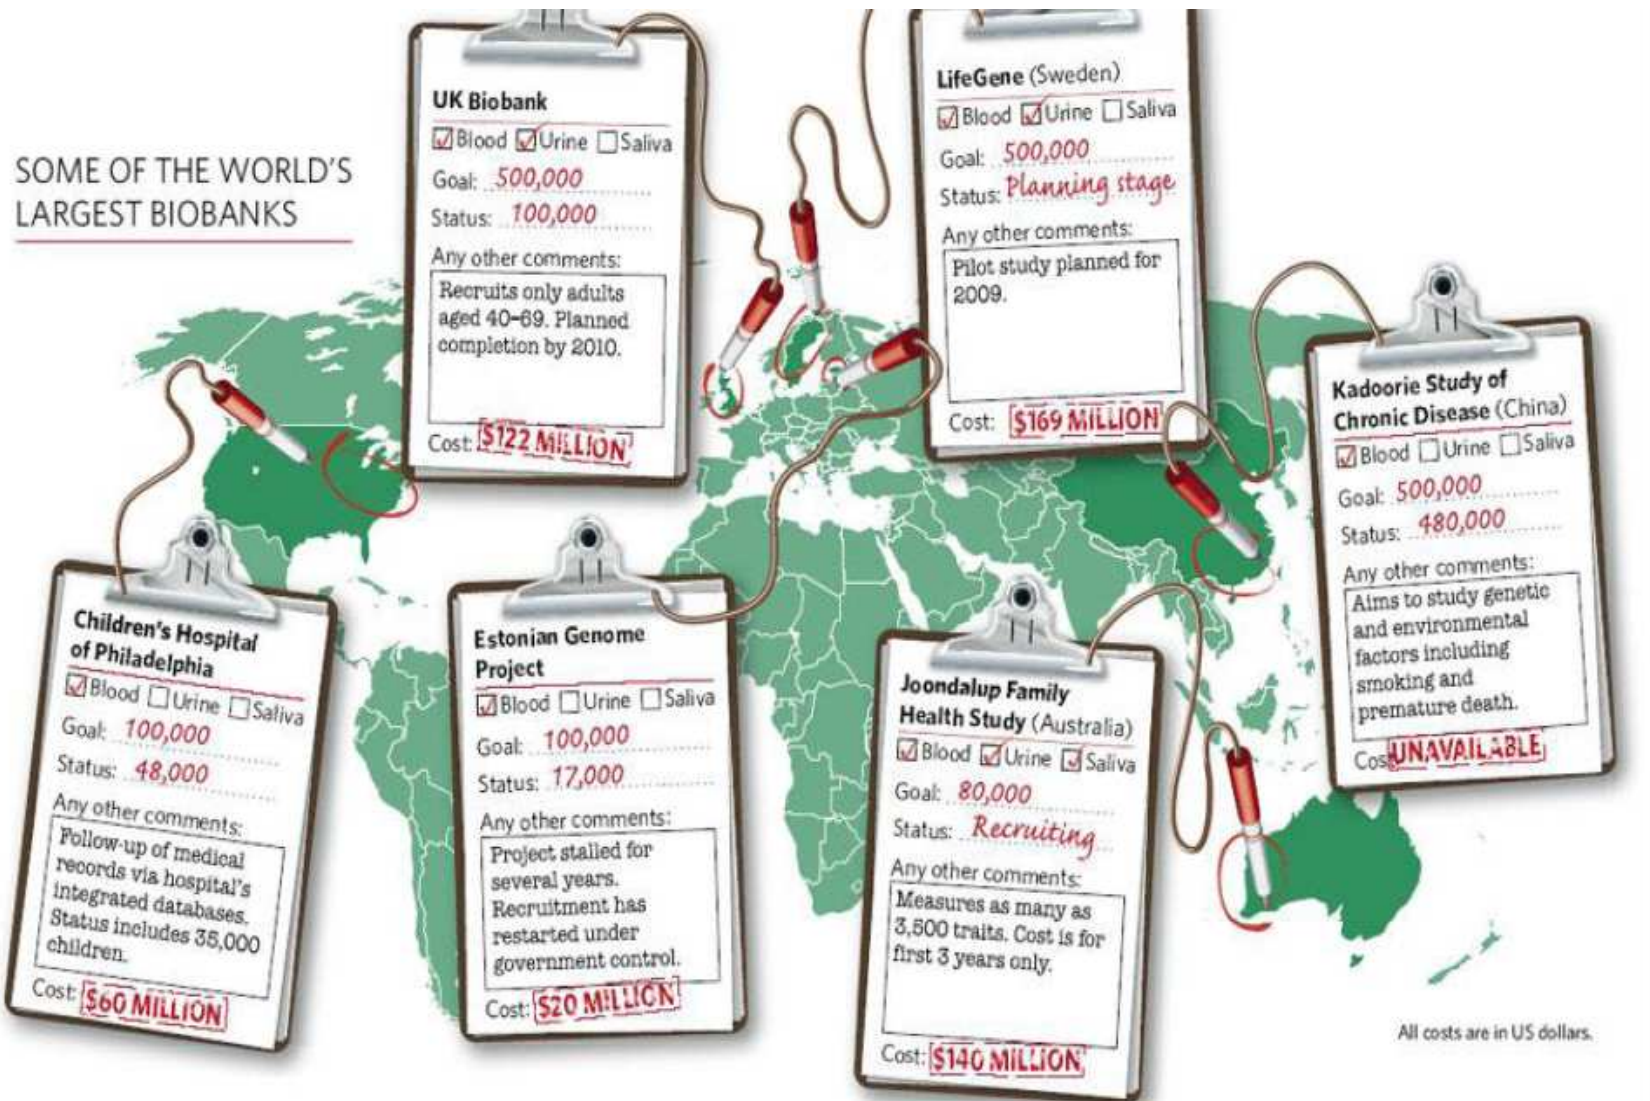 SOME OF THE WORLD'S
LARGEST BIOBANKS
UK Biobank
Blood Urine Saliva
Goal: 500,000
Status: 100,000
Any other comments:
Recruits only adults
aged 40–69. Planned
completion by 2010.
Cost: $122 MILLION
LifeGene (Sweden)
Blood Urine Saliva
Goal: 500,000
Status: Planning stage
Any other comments:
Pilot study planned for
2009.
Cost: $169 MILLION
Kadoorie Study of
Chronic Disease (China)
Blood Urine Saliva
Goal: 500,000
Status: 480,000
Any other comments:
Aims to study genetic
and environmental
factors including
smoking and
premature death.
Cost: UNAVAILABLE
Children's Hospital
of Philadelphia
Blood Urine Saliva
Goal: 100,000
Status: 48,000
Any other comments:
Follow-up of medical
records via hospital's
integrated databases.
Status includes 35,000
children.
Cost: $60 MILLION
Estonian Genome
Project
Blood Urine Saliva
Goal: 100,000
Status: 17,000
Any other comments:
Project stalled for
several years.
Recruitment has
restarted under
government control.
Cost: $20 MILLION
Joondalup Family
Health Study (Australia)
Blood Urine Saliva
Goal: 80,000
Status: Recruiting
Any other comments:
Measures as many as
3,500 traits. Cost is for
first 3 years only.
Cost: $140 MILLION
All costs are in US dollars.